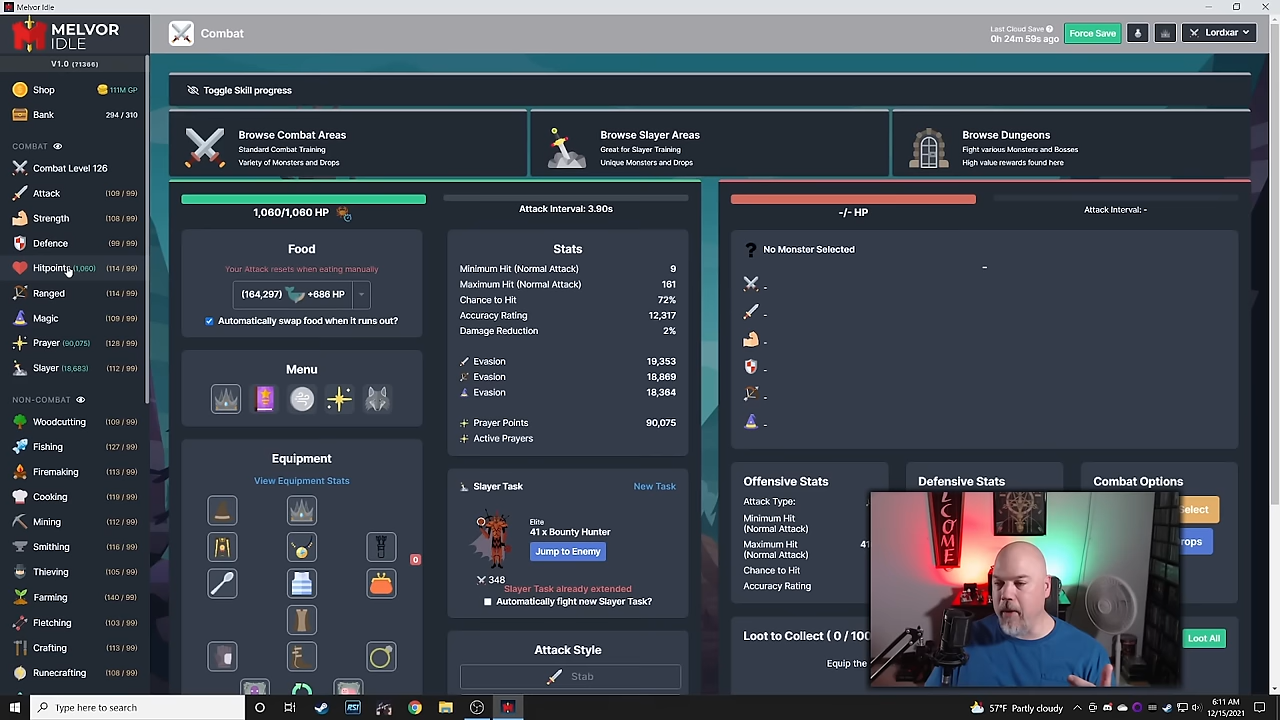 Melvor Idle
MELVOR
IDLE
V1.0 (?1366)
Shop 111M GP
Bank 294 / 310
COMBAT
Combat Level 126
Attack (109 / 99)
Strength (108 / 99)
Defence (99 / 99)
Hitpoints (1,060) (114 / 99)
Ranged (114 / 99)
Magic (109 / 99)
Prayer (90,075) (128 / 99)
Slayer (18,683) (112 / 99)
NON-COMBAT
Woodcutting (109 / 99)
Fishing (127 / 99)
Firemaking (113 / 99)
Cooking (119 / 99)
Mining (112 / 99)
Smithing (116 / 99)
Thieving (105 / 99)
Farming (140 / 99)
Fletching (103 / 99)
Crafting (113 / 99)
Runecrafting (108 / 99)
Combat
Last Cloud Save
0h 24m 59s ago
Force Save
Lordxar
Toggle Skill progress
Browse Combat Areas
Standard Combat Training
Variety of Monsters and Drops
Browse Slayer Areas
Great for Slayer Training
Unique Monsters and Drops
Browse Dungeons
Fight various Monsters and Bosses
High value rewards found here
1,060/1,060 HP
Attack Interval: 3.90s
Food
Your Attack resets when eating manually
(164,297) +686 HP
Automatically swap food when it runs out?
Menu
Equipment
View Equipment Stats
0
Stats
Minimum Hit (Normal Attack) 9
Maximum Hit (Normal Attack) 161
Chance to Hit 72%
Accuracy Rating 12,317
Damage Reduction 2%
Evasion 19,353
Evasion 18,869
Evasion 18,364
Prayer Points 90,075
Active Prayers
Slayer Task New Task
Elite
41 x Bounty Hunter
Jump to Enemy
348
Slayer Task already extended
Automatically fight new Slayer Task?
Attack Style
Stab
-/- HP
Attack Interval: -
? No Monster Selected
-
-
-
-
-
-
-
Offensive Stats
Attack Type:
Minimum Hit
(Normal Attack)
Maximum Hit 41
(Normal Attack)
Chance to Hit
Accuracy Rating
Defensive Stats
Combat Options
elect
rops
Loot to Collect ( 0 / 100
Loot All
Equip the
LCOME
Type here to search
RSI
57°F Partly cloudy
6:11 AM
12/15/2021